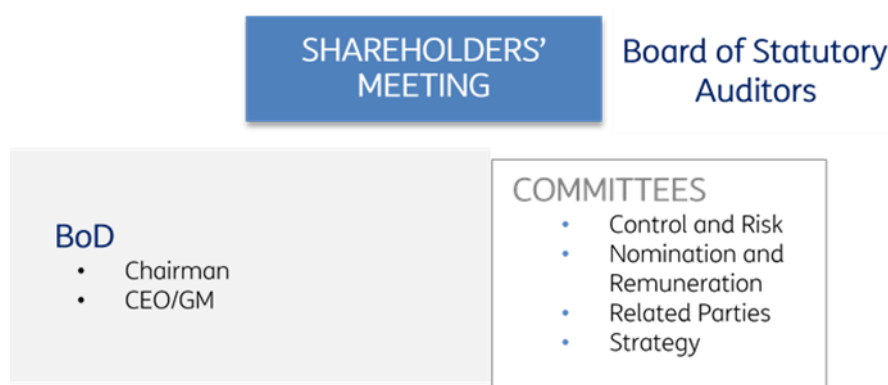 SHAREHOLDERS’
MEETING
Board of Statutory
Auditors
BoD
• Chairman
• CEO/GM
COMMITTEES
• Control and Risk
• Nomination and
Remuneration
• Related Parties
• Strategy